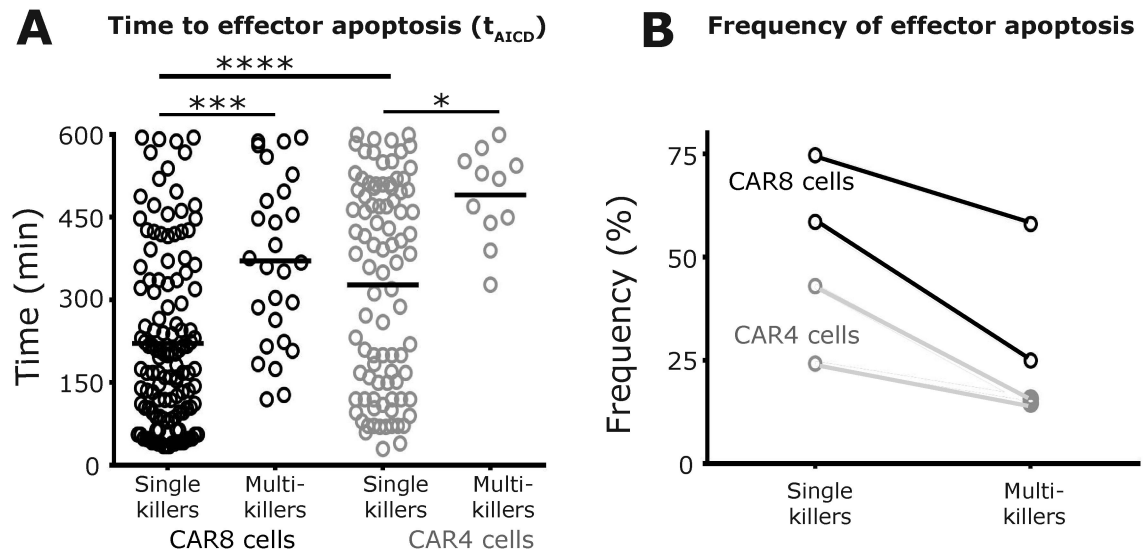 A Time to effector apoptosis (tAICD)
****
***
*
600
450
300
150
0
Time (min)
Single killers
Multi-killers
Single killers
Multi-killers
CAR8 cells
CAR4 cells
B Frequency of effector apoptosis
75
50
25
0
Frequency (%)
CAR8 cells
CAR4 cells
Single killers
Multi-killers